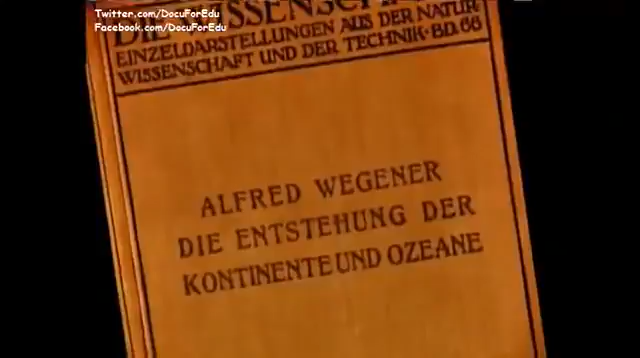 Twitter.com/DocuForEdu
Facebook.com/DocuForEdu
EINZELDARSTELLUNGEN AUS DER NATUR
WISSENSCHAFT UND DER TECHNIK · BD. 66
ALFRED WEGENER
DIE ENTSTEHUNG DER
KONTINENTE UND OZEANE